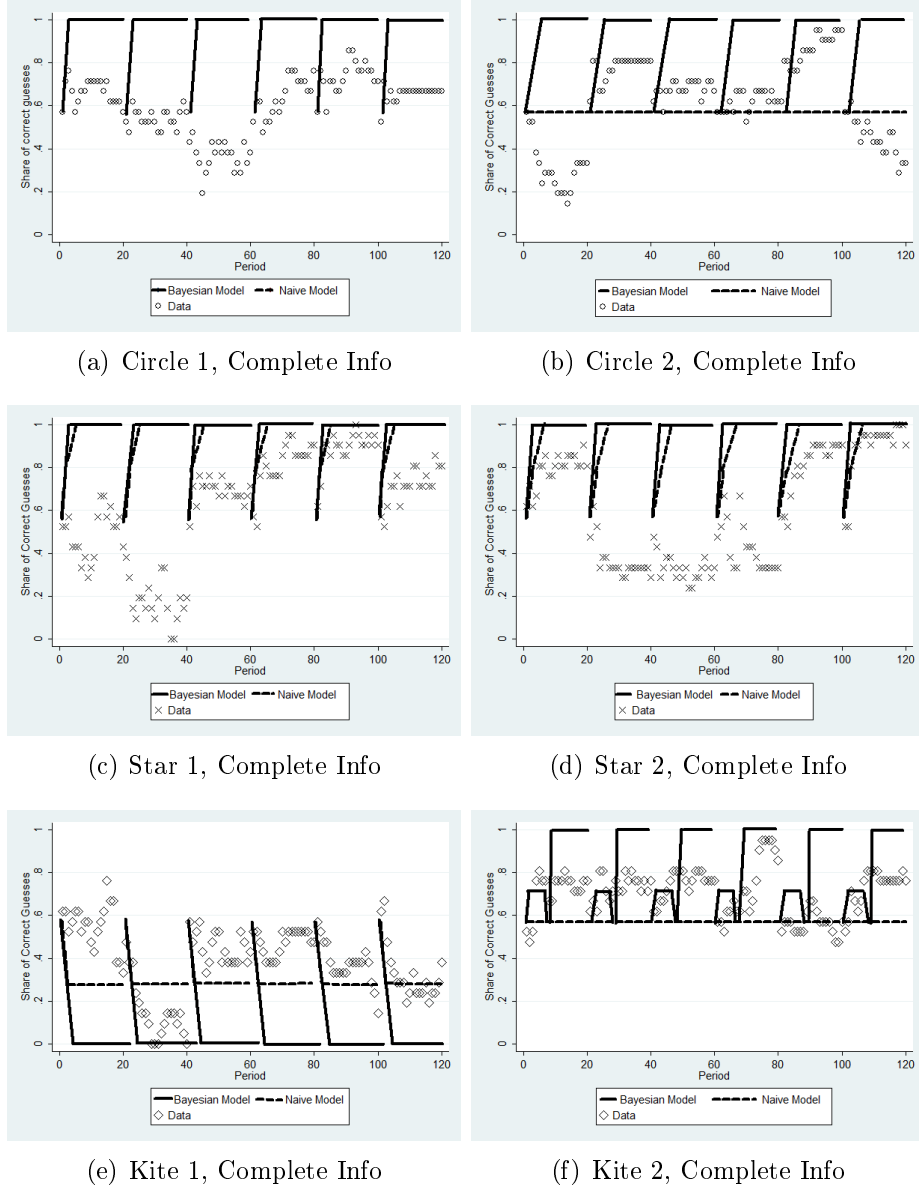 Share of correct Guesses
1
.8
.6
.4
.2
0
0 20 40 60 80 100 120
Period
Bayesian Model Naive Model
Data
(a) Circle 1, Complete Info
Share of Correct Guesses
1
.8
.6
.4
.2
0
0 20 40 60 80 100 120
Period
Bayesian Model Naive Model
Data
(b) Circle 2, Complete Info
Share of Correct Guesses
1
.8
.6
.4
.2
0
0 20 40 60 80 100 120
Period
Bayesian Model Naive Model
Data
(c) Star 1, Complete Info
Share of Correct Guesses
1
.8
.6
.4
.2
0
0 20 40 60 80 100 120
Period
Bayesian Model Naive Model
Data
(d) Star 2, Complete Info
Share of Correct Guesses
1
.8
.6
.4
.2
0
0 20 40 60 80 100 120
Period
Bayesian Model Naive Model
Data
(e) Kite 1, Complete Info
Share of Correct Guesses
1
.8
.6
.4
.2
0
0 20 40 60 80 100 120
Period
Bayesian Model Naive Model
Data
(f) Kite 2, Complete Info